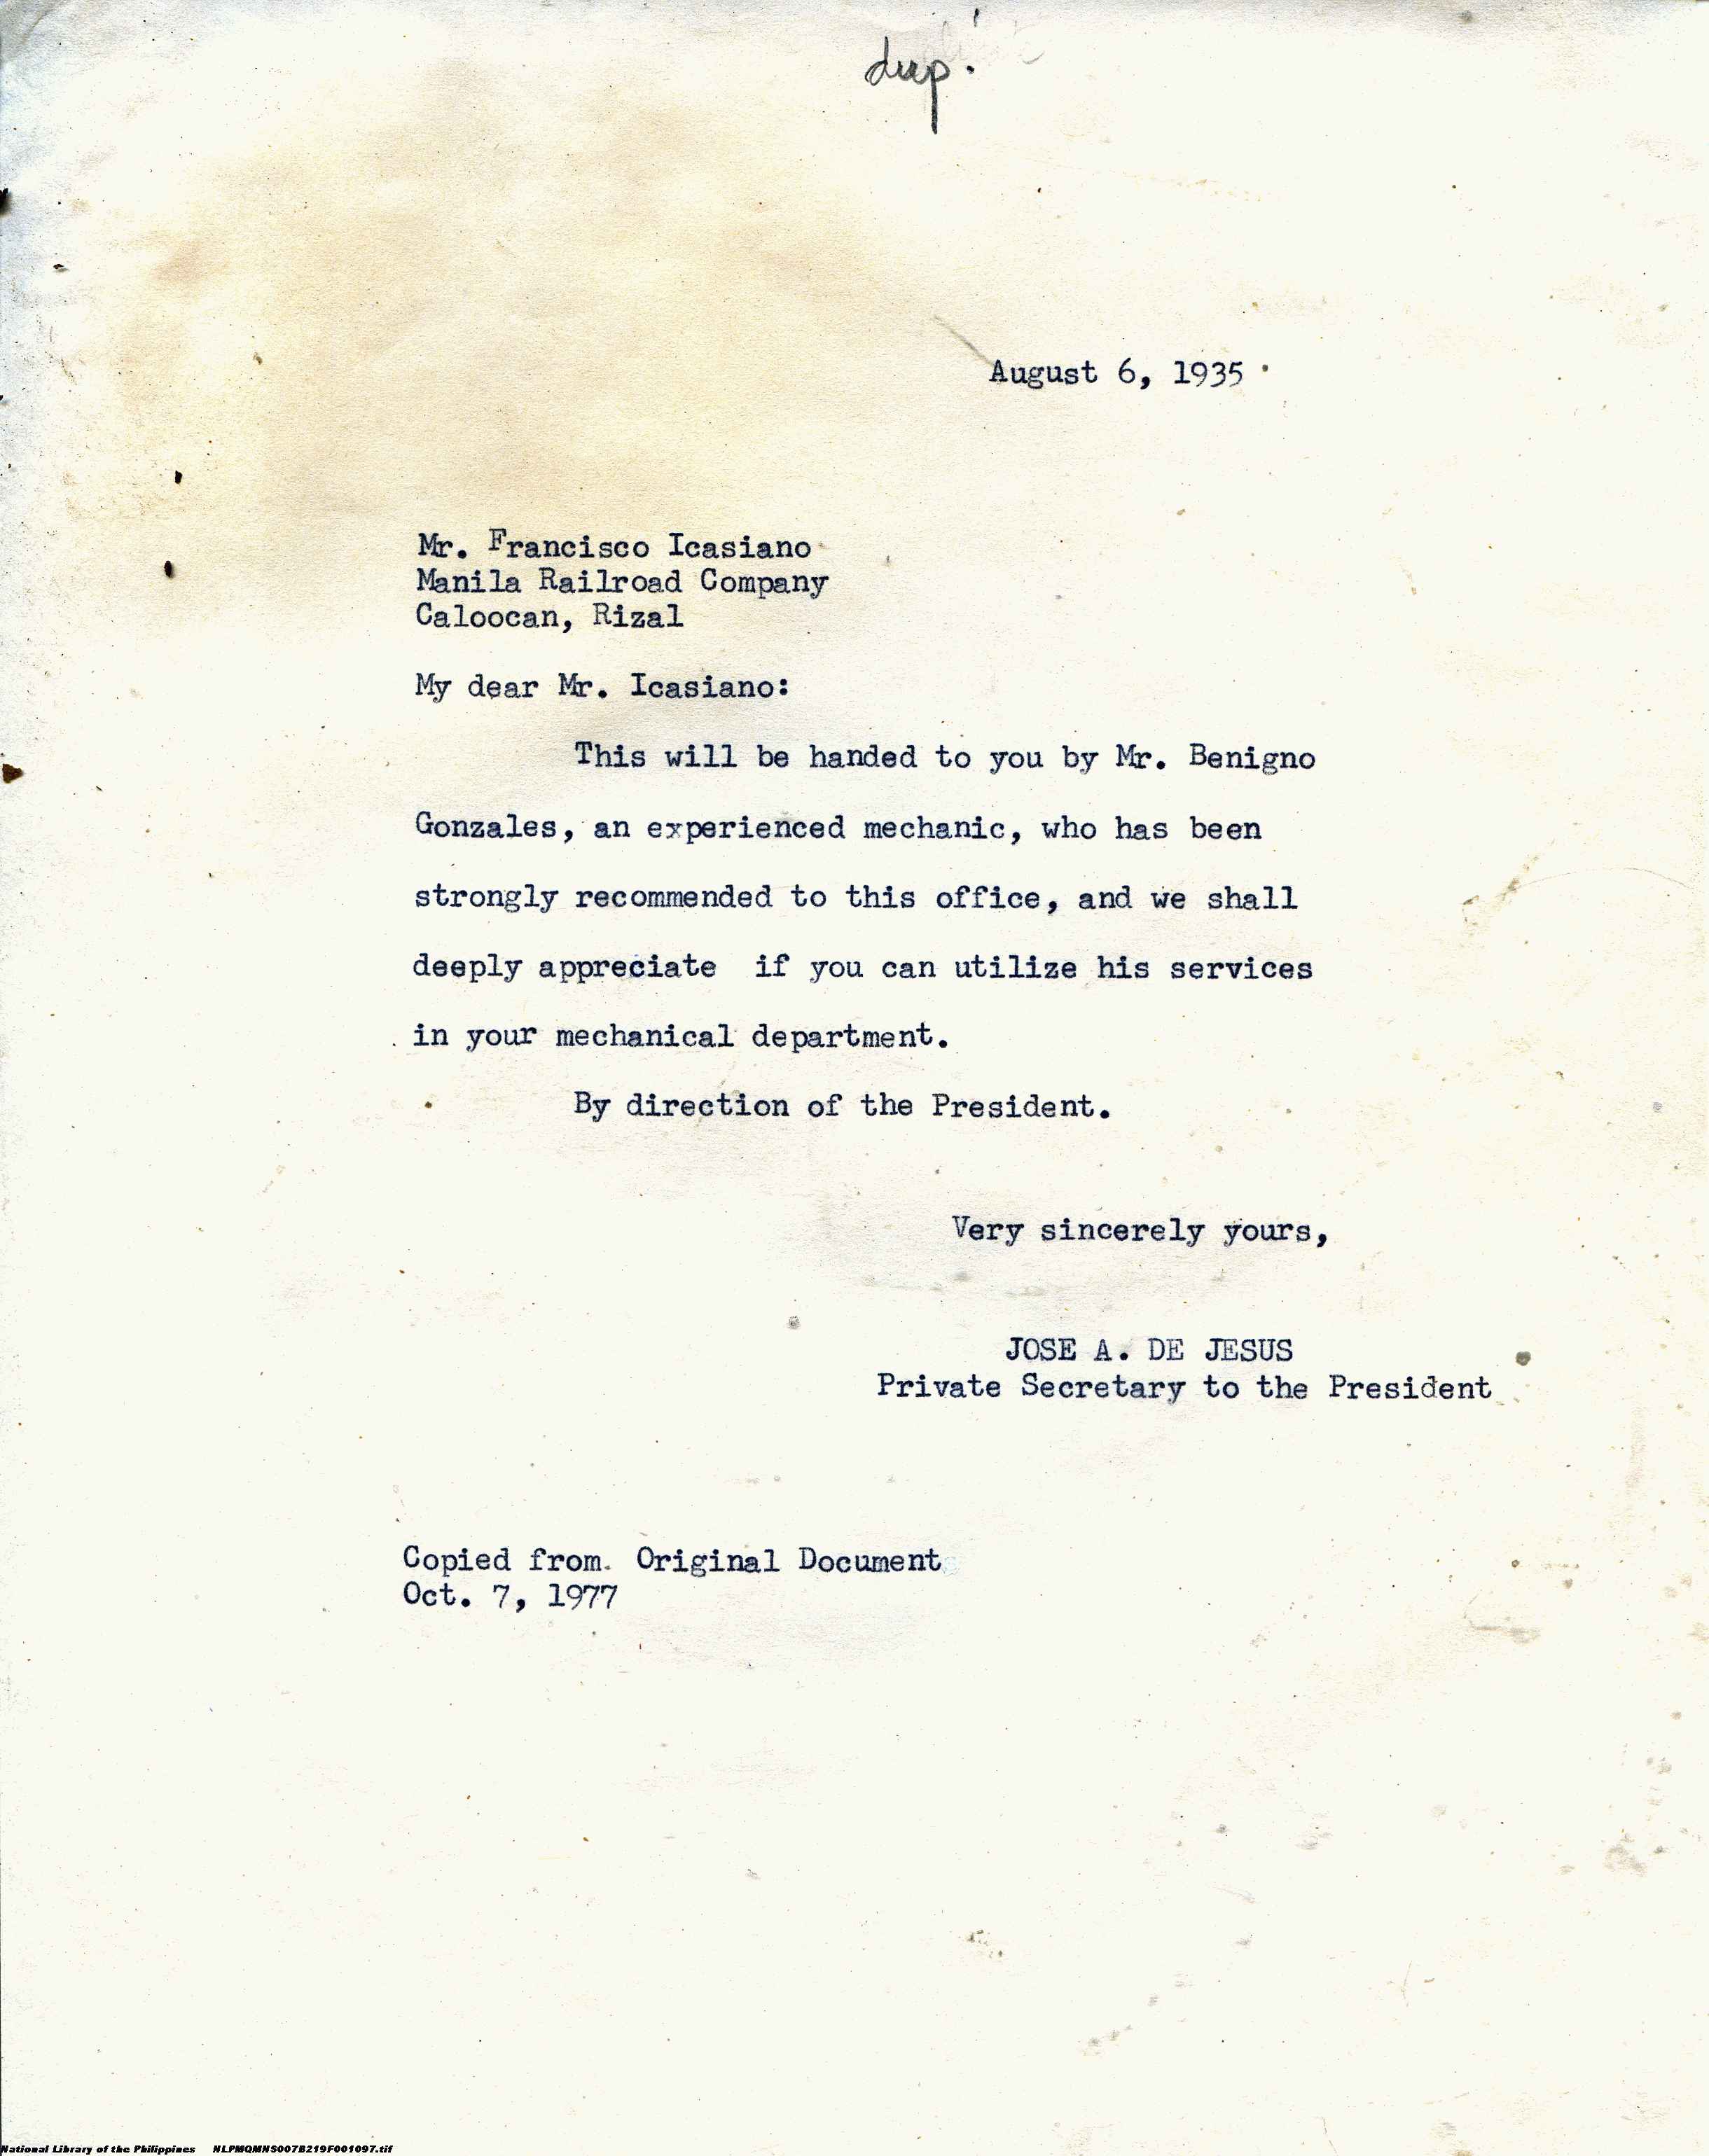 dup.
August 6, 1935
Mr. Francisco Icasiano
Manila Railroad Company
Caloocan, Rizal
My dear Mr. Icasiano:
This will be handed to you by Mr. Benigno
Gonzales, an experienced mechanic, who has been
strongly recommended to this office, and we shall
deeply appreciate  if you can utilize his services
in your mechanical department.
By direction of the President.
Very sincerely yours,
JOSE A. DE JESUS
Private Secretary to the President
Copied from Original Document
Oct. 7, 1977
National Library of the Philippines NLPMQMNS007B219F001097.tif